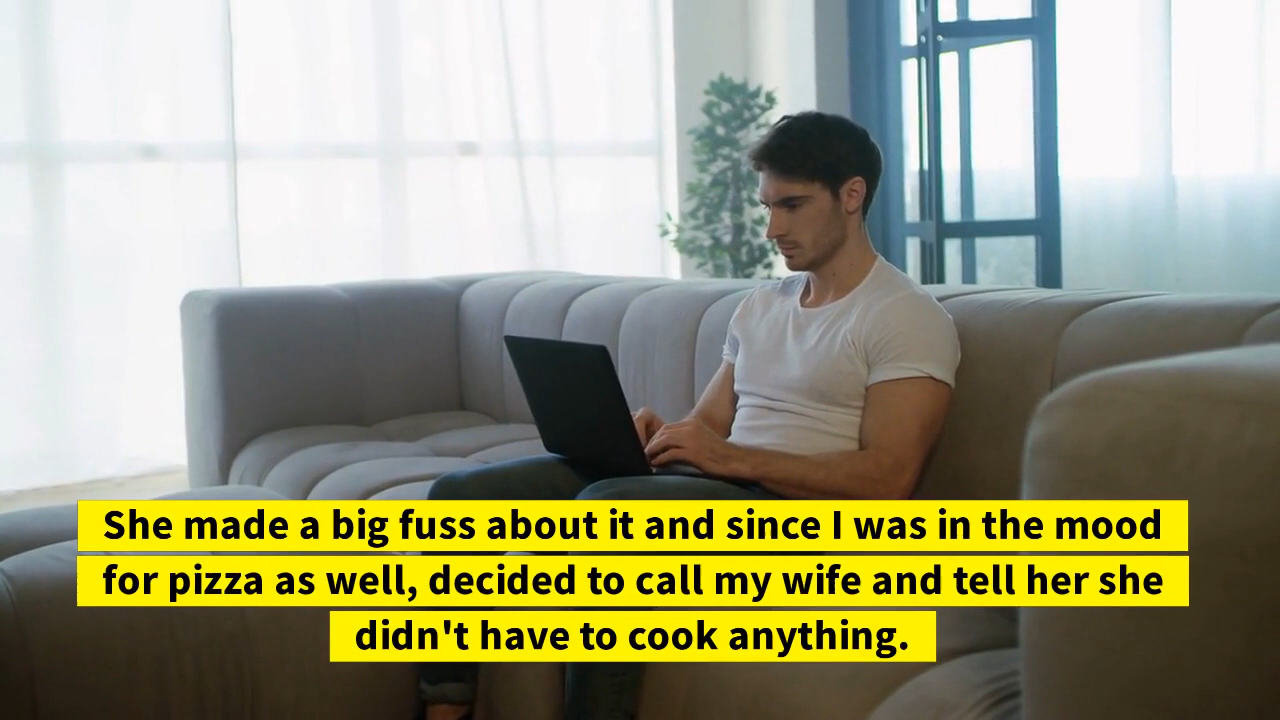 She made a big fuss about it and since I was in the mood
for pizza as well, decided to call my wife and tell her she
didn't have to cook anything.